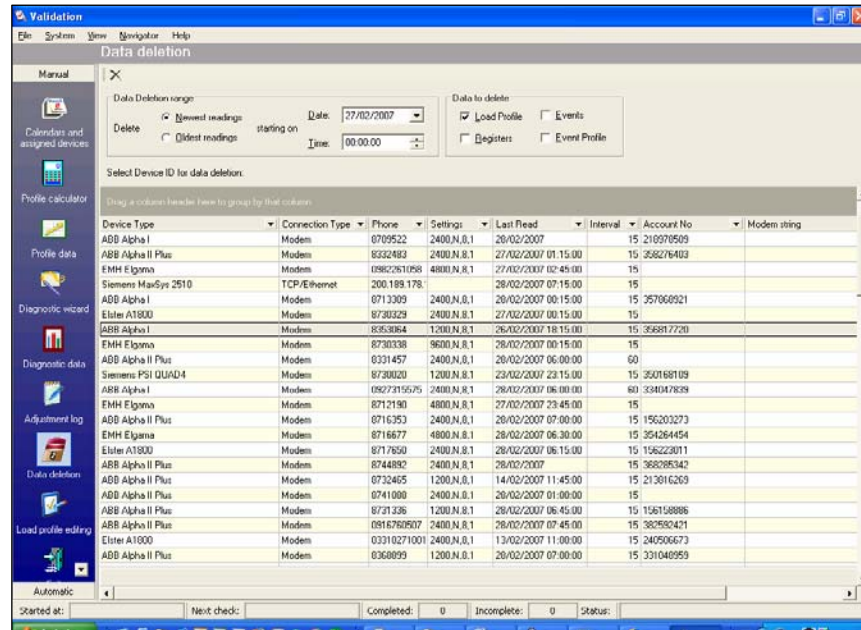 Validation
File System View Navigator Help
Data deletion
Manual
Calendars and assigned devices
Profile calculator
Profile data
Diagnostic wizard
Diagnostic data
Adjustment log
Data deletion
Load profile editing
Automatic
Data Deletion range
Delete
Newest readings
Oldest readings
starting on
Date: 27/02/2007
Time: 00:00:00
Data to delete
Load Profile Events
Registers Event Profile
Select Device ID for data deletion:
Drag a column header here to group by that column
Device Type Connection Type Phone Settings Last Read Interval Account No Modem string
ABB Alpha I Modem 8709522 2400,N,8,1 28/02/2007 15 218978509
ABB Alpha II Plus Modem 8332483 2400,N,8,1 27/02/2007 01:15:00 15 358276403
EMH Elgama Modem 0982261058 4800,N,8,1 27/02/2007 02:45:00 15
Siemens MaxSys 2510 TCP/Ethernet 200.189.178. 28/02/2007 07:15:00 15
ABB Alpha I Modem 8713309 2400,N,8,1 28/02/2007 00:15:00 15 357868921
Elster A1800 Modem 8730329 2400,N,8,1 27/02/2007 00:15:00 15
ABB Alpha I Modem 8353064 1200,N,8,1 26/02/2007 18:15:00 15 356817720
EMH Elgama Modem 8730338 9600,N,8,1 28/02/2007 00:15:00 15
ABB Alpha II Plus Modem 8331457 2400,N,8,1 28/02/2007 06:00:00 60
Siemens PSI QUAD4 Modem 8730020 1200,N,8,1 23/02/2007 23:15:00 15 350168109
ABB Alpha I Modem 0927315575 2400,N,8,1 28/02/2007 06:00:00 60 334047839
EMH Elgama Modem 8712190 4800,N,8,1 27/02/2007 23:45:00 15
ABB Alpha II Plus Modem 8716353 2400,N,8,1 28/02/2007 07:00:00 15 156203273
EMH Elgama Modem 8716677 4800,N,8,1 28/02/2007 06:30:00 15 354264454
Elster A1800 Modem 8717650 2400,N,8,1 28/02/2007 06:15:00 15 156223011
ABB Alpha II Plus Modem 8744892 2400,N,8,1 28/02/2007 15 368285342
ABB Alpha II Plus Modem 8732465 1200,N,8,1 14/02/2007 11:45:00 15 213816269
ABB Alpha II Plus Modem 8741080 2400,N,8,1 28/02/2007 01:00:00 15
ABB Alpha II Plus Modem 8731336 1200,N,8,1 28/02/2007 06:45:00 15 156158886
ABB Alpha II Plus Modem 0916760507 2400,N,8,1 28/02/2007 07:45:00 15 382592421
Elster A1800 Modem 03318271001 2400,N,8,1 13/02/2007 11:00:00 15 240506673
ABB Alpha II Plus Modem 8368899 1200,N,8,1 28/02/2007 07:00:00 15 331048959
Started at: Next check: Completed: 0 Incomplete: 0 Status: